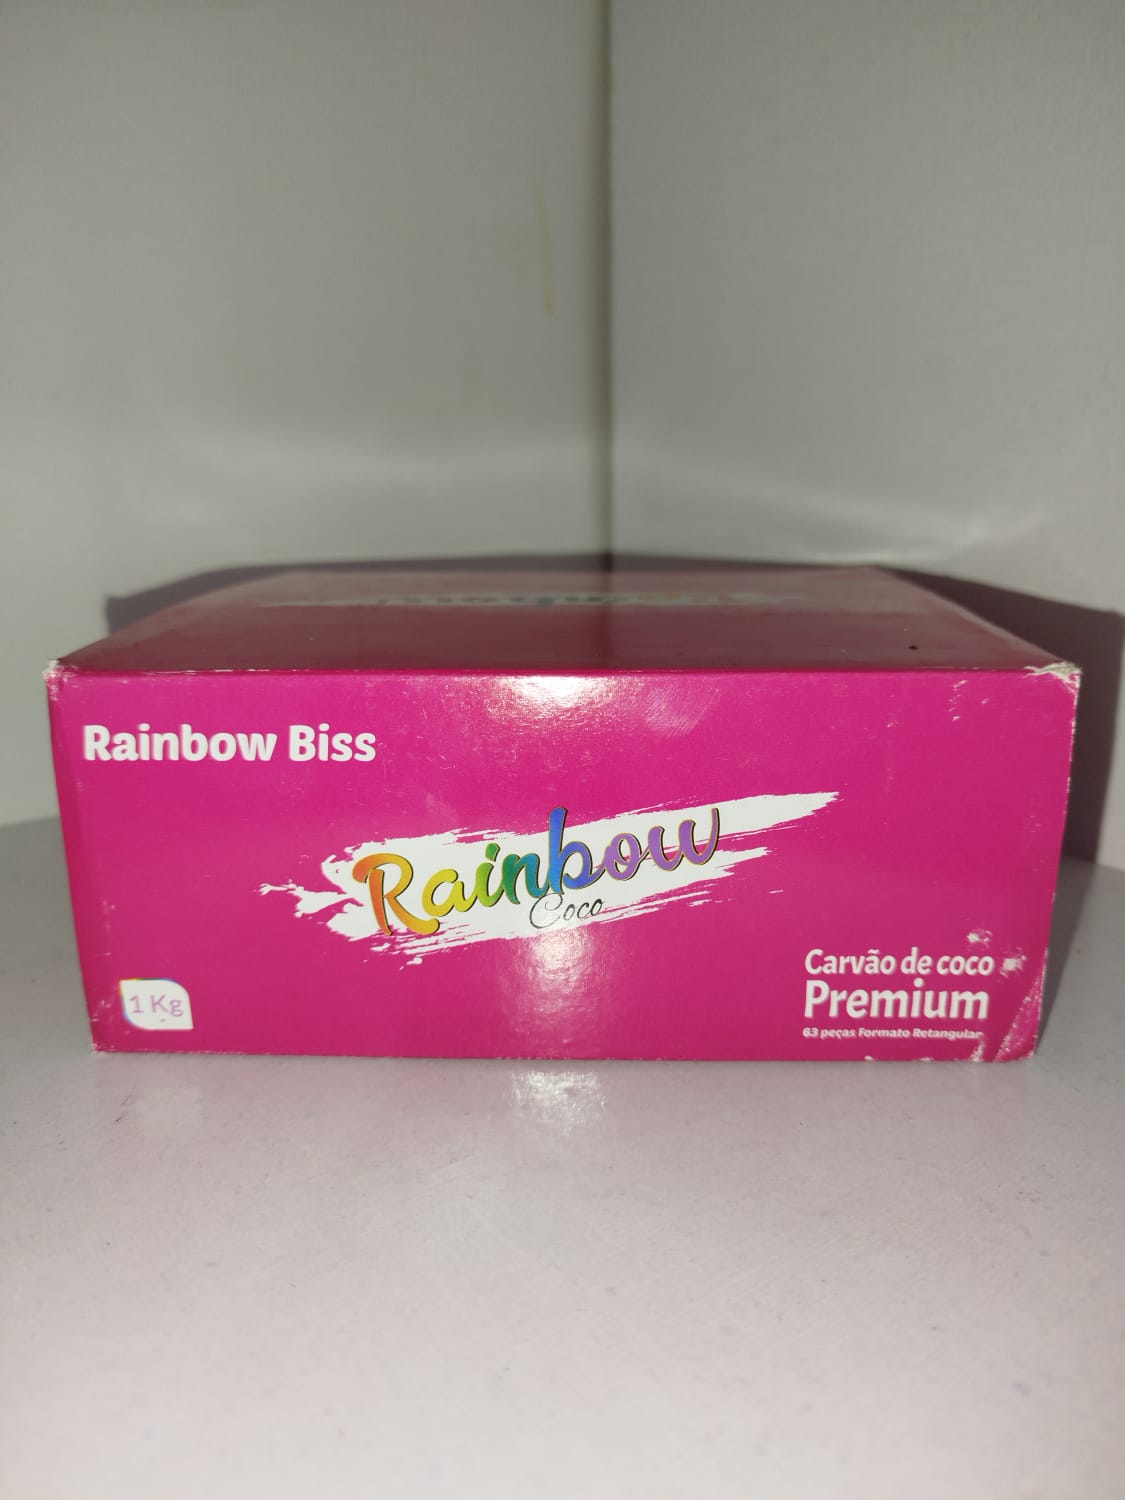 Rainbow Biss
Rainbow
Coco
1 Kg
Carvão de coco
Premium
63 peças Formato Retangular